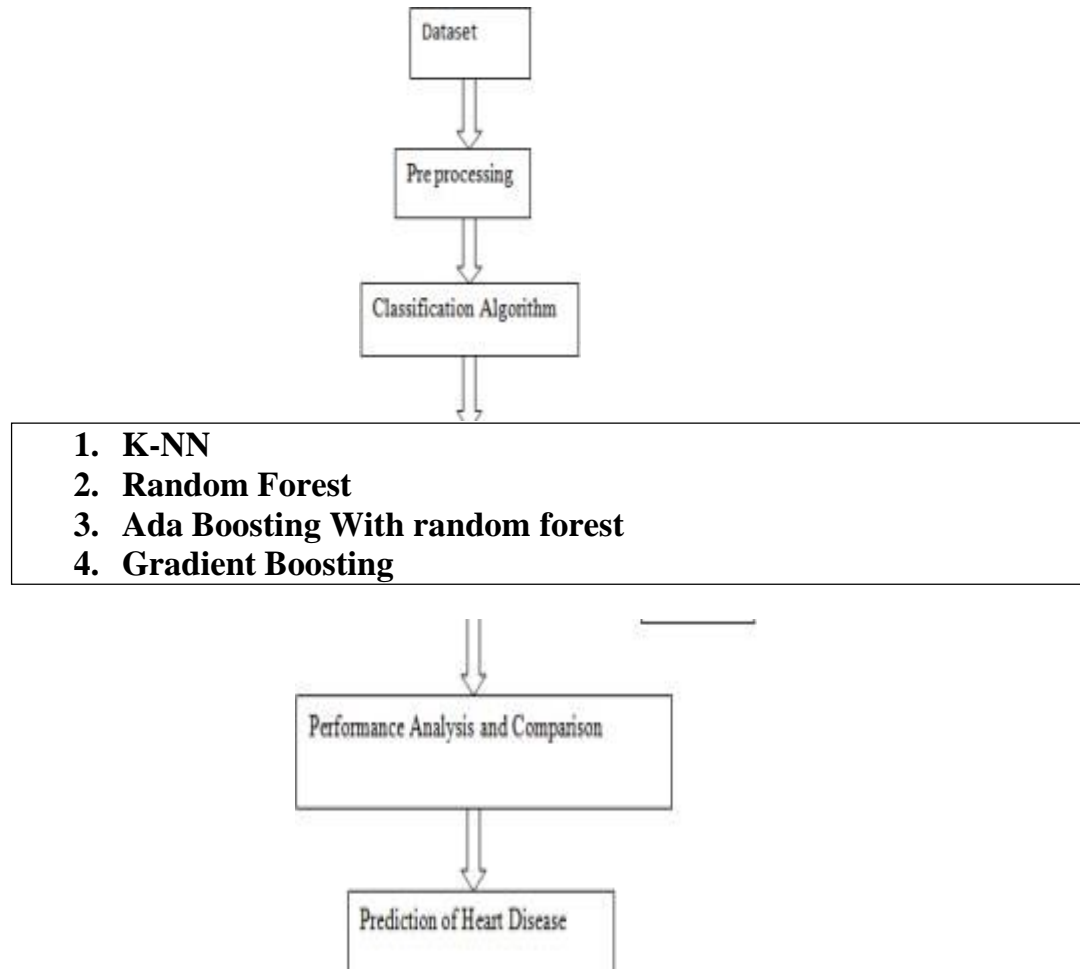 Dataset
Pre processing
Classification Algorithm
1. K-NN
2. Random Forest
3. Ada Boosting With random forest
4. Gradient Boosting
Performance Analysis and Comparison
Prediction of Heart Disease